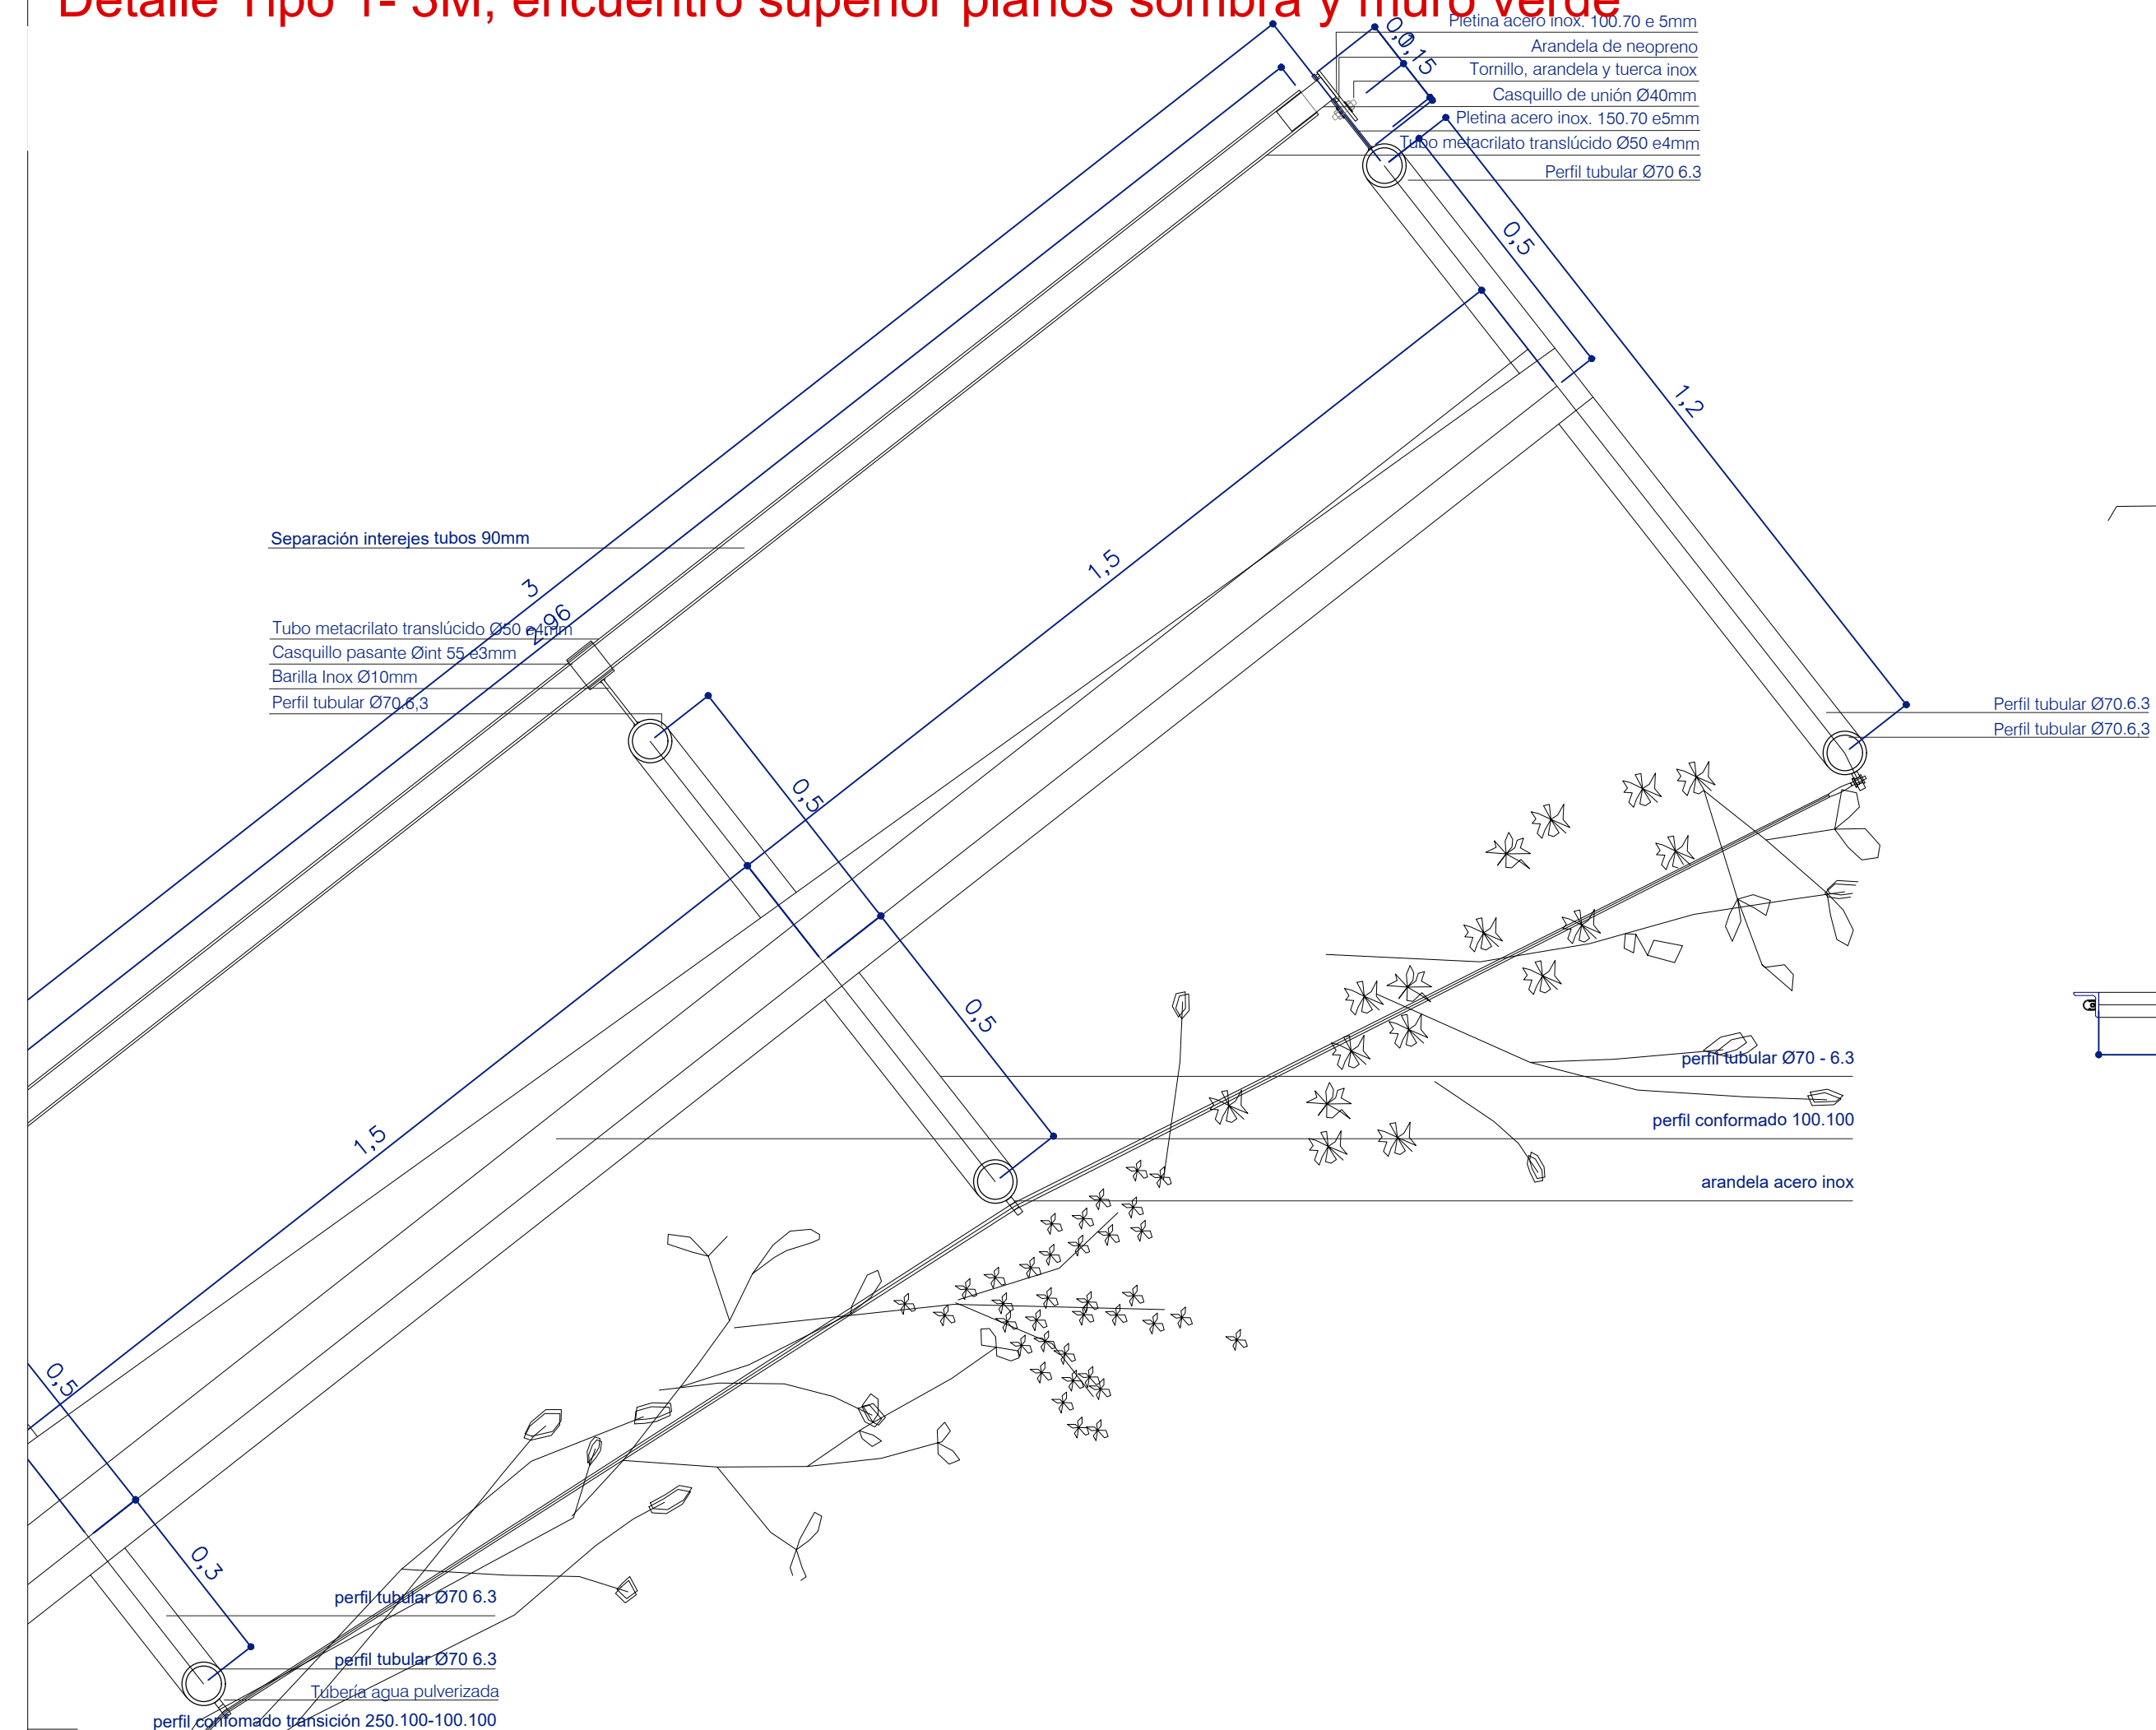 Detalle Tipo 1- 3M, encuentro superior planos sombra y muro verde
Pletina acero inox. 100.70 e 5mm
Arandela de neopreno
Tornillo, arandela y tuerca inox
Casquillo de unión Ø40mm
Pletina acero inox. 150.70 e5mm
Tubo metacrilato translúcido Ø50 e4mm
Perfil tubular Ø70 6.3
0,15
0,5
1,2
1,5
Separación interejes tubos 90mm
3
2.96
Tubo metacrilato translúcido Ø50 e4mm
Casquillo pasante Øint 55 e3mm
Barilla Inox Ø10mm
Perfil tubular Ø70.6,3
Perfil tubular Ø70.6.3
Perfil tubular Ø70.6,3
0,5
0,5
perfil tubular Ø70 - 6.3
perfil conformado 100.100
arandela acero inox
1,5
0,5
0,3
perfil tubular Ø70 6.3
perfil tubular Ø70 6.3
Tubería agua pulverizada
perfil confomado transición 250.100-100.100